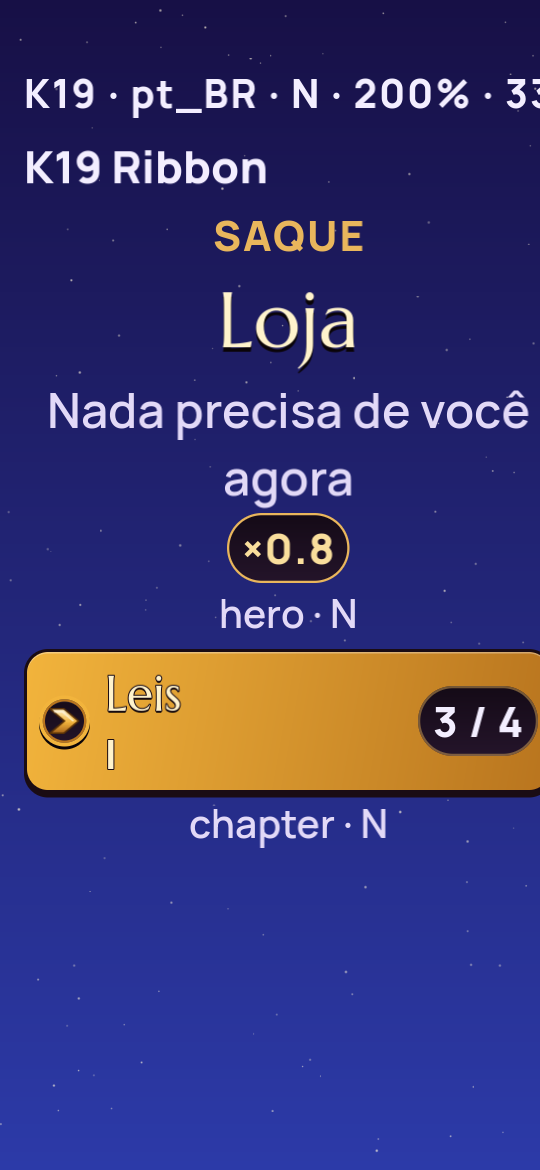 K19 · pt_BR · N · 200% · 33
K19 Ribbon
SAQUE
Loja
Nada precisa de você
agora
×0.8
hero · N
Leis
I
3 / 4
chapter · N